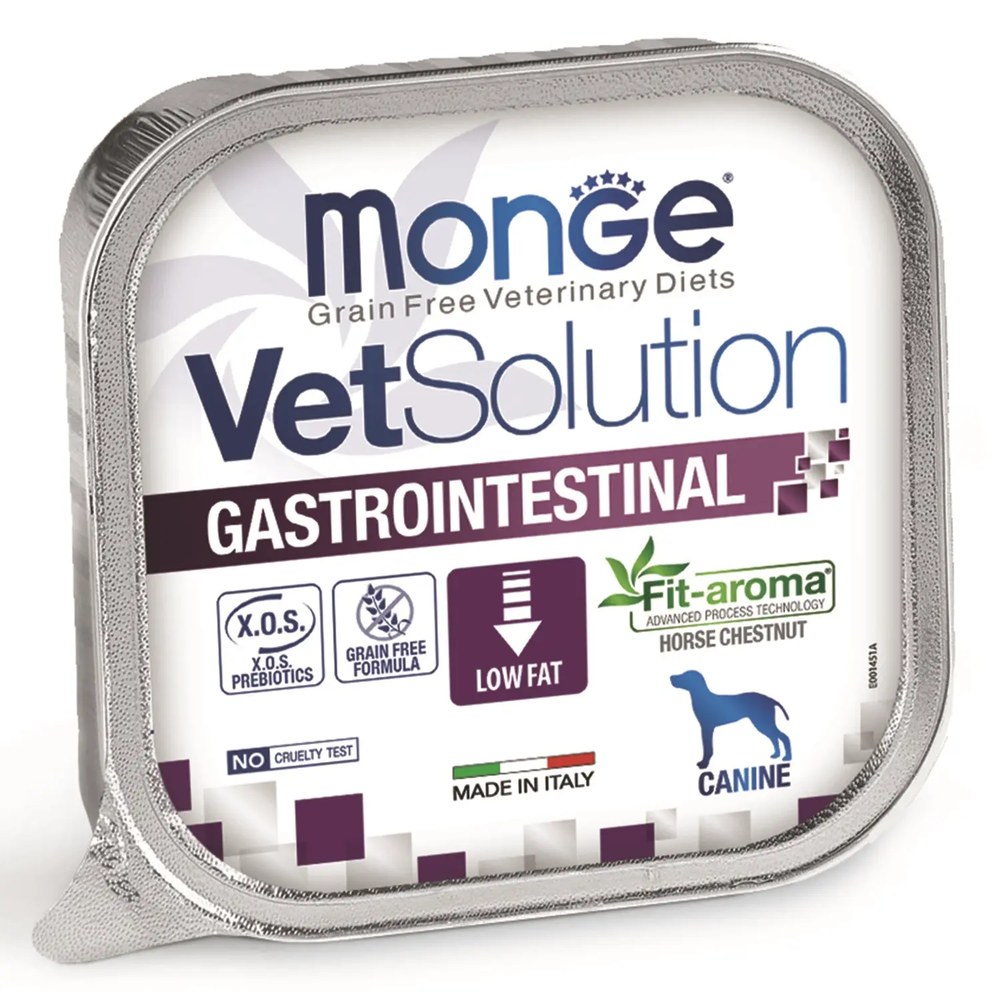 monGe®
Grain Free Veterinary Diets
VetSolution
GASTROINTESTINAL
X.O.S.
X.O.S.
PREBIOTICS
GRAIN FREE
FORMULA
LOW FAT
Fit-aroma®
ADVANCED PROCESS TECHNOLOGY
HORSE CHESTNUT
E001451A
NO CRUELTY TEST
MADE IN ITALY
CANINE